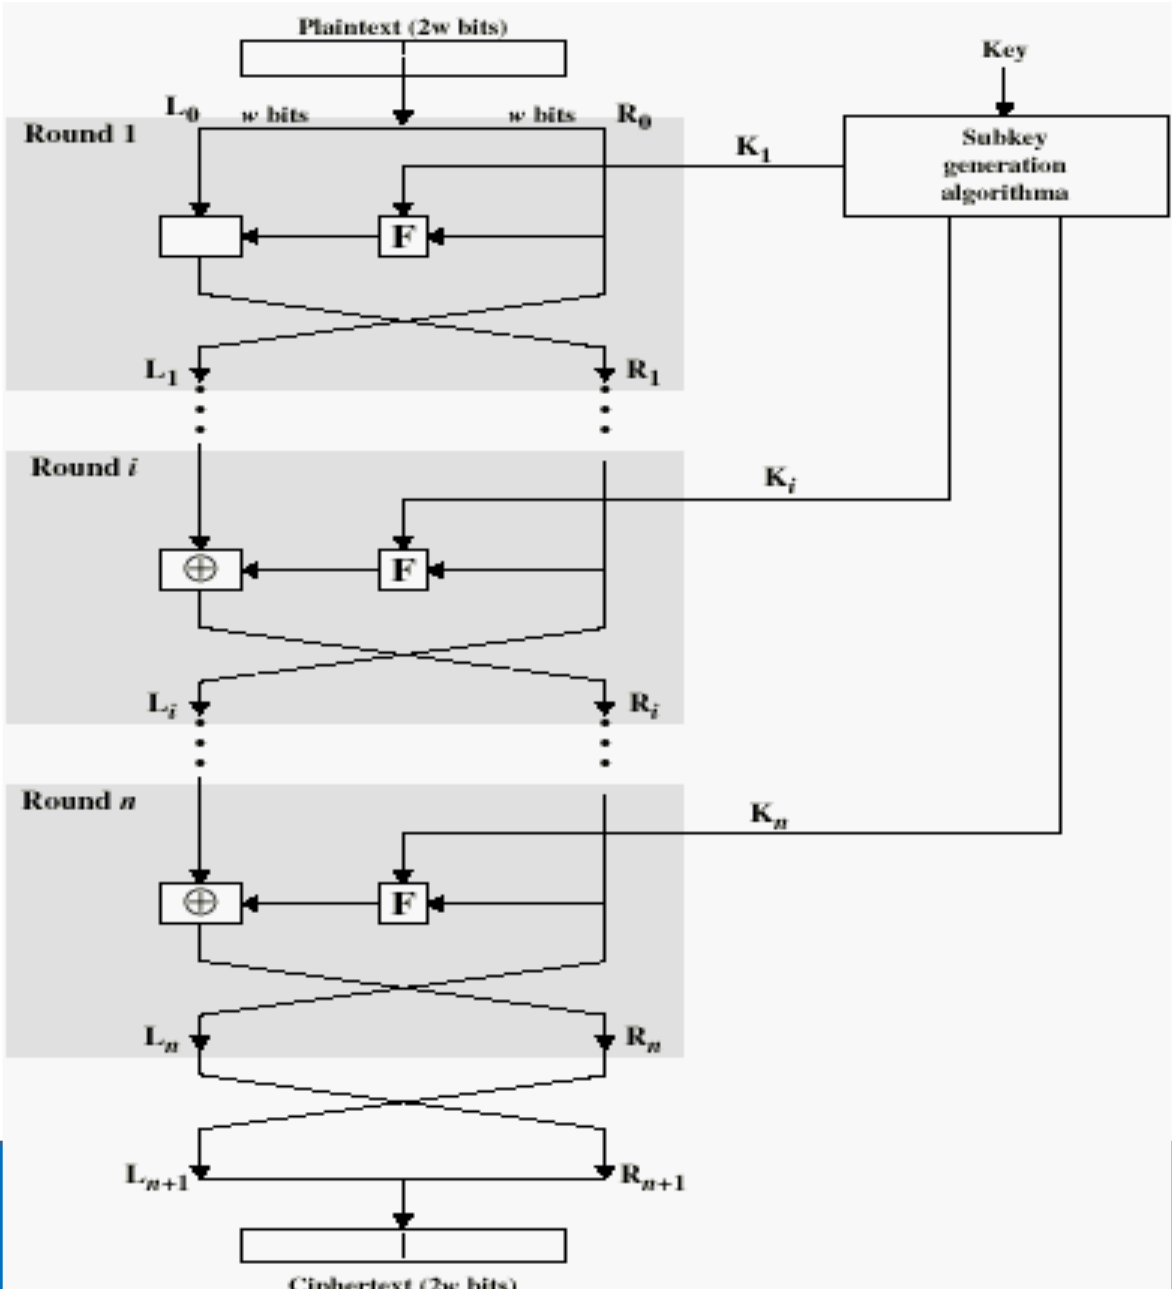 Plaintext (2w bits)
Key
L0 w bits w bits R0
Round 1
K1
Subkey
generation
algorithma
F
L1 R1
Round i
Ki
⊕ F
Li Ri
Round n
Kn
⊕ F
Ln Rn
Ln+1 Rn+1
Ciphertext (2w bits)